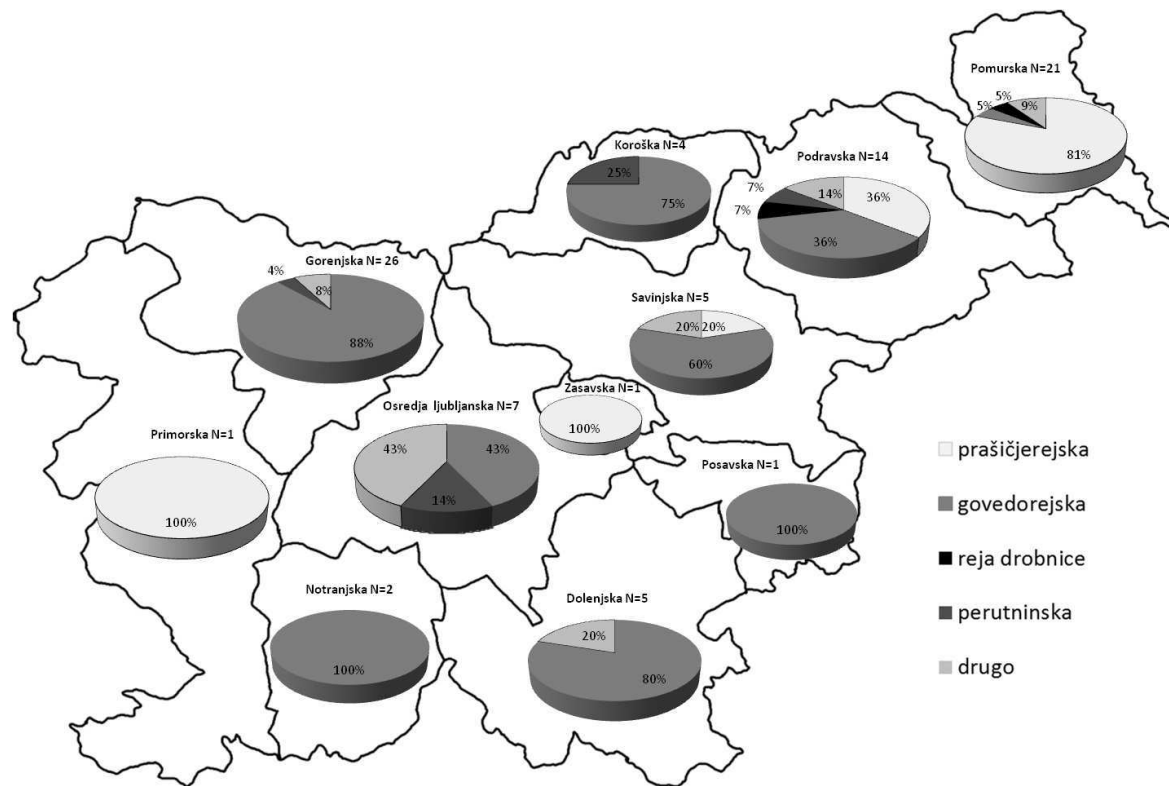 Pomurska N=21
5%
5%
9%
81%
Koroška N=4
25%
75%
Podravska N=14
7%
7%
14%
36%
36%
Gorenjska N= 26
4%
8%
88%
Savinjska N=5
20%
20%
60%
Zasavska N=1
100%
Osredja ljubljanska N=7
43%
43%
14%
Primorska N=1
100%
Posavska N=1
100%
Notranjska N=2
100%
Dolenjska N=5
20%
80%
prašičjerejska
govedorejska
reja drobnice
perutninska
drugo